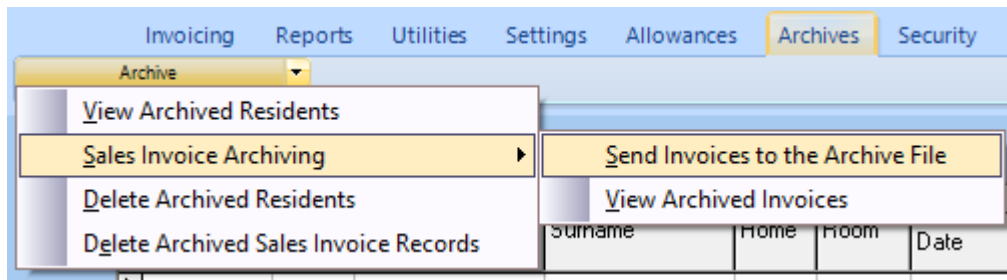 Invoicing Reports Utilities Settings Allowances Archives Security
Archive
View Archived Residents
Sales Invoice Archiving
Send Invoices to the Archive File
Delete Archived Residents
View Archived Invoices
Delete Archived Sales Invoice Records
Surname Home Room Date